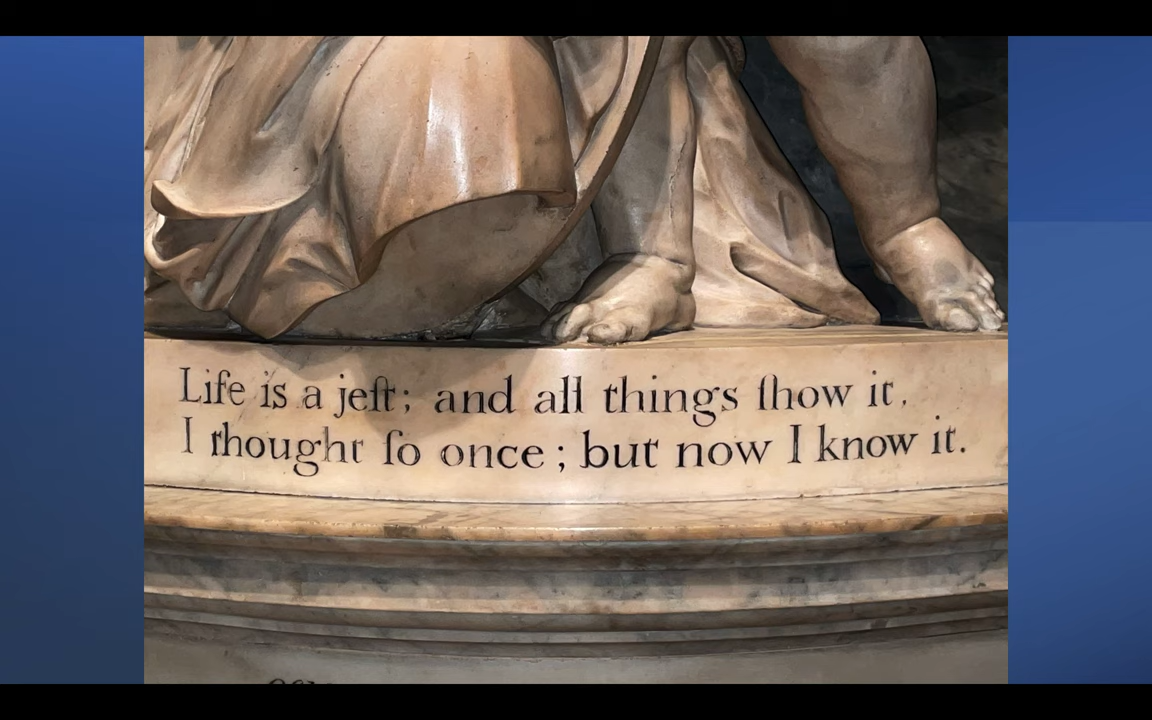 Life is a jeſt; and all things ſhow it,
I thought ſo once; but now I know it.